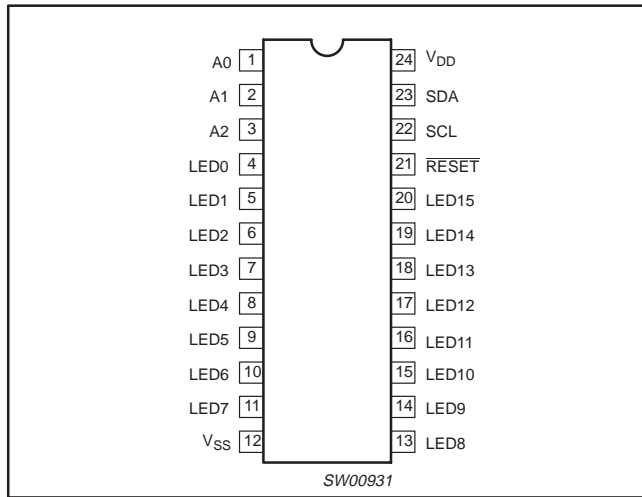 A0 1 24 VDD
A1 2 23 SDA
A2 3 22 SCL
LED0 4 21 RESET
LED1 5 20 LED15
LED2 6 19 LED14
LED3 7 18 LED13
LED4 8 17 LED12
LED5 9 16 LED11
LED6 10 15 LED10
LED7 11 14 LED9
VSS 12 13 LED8
SW00931